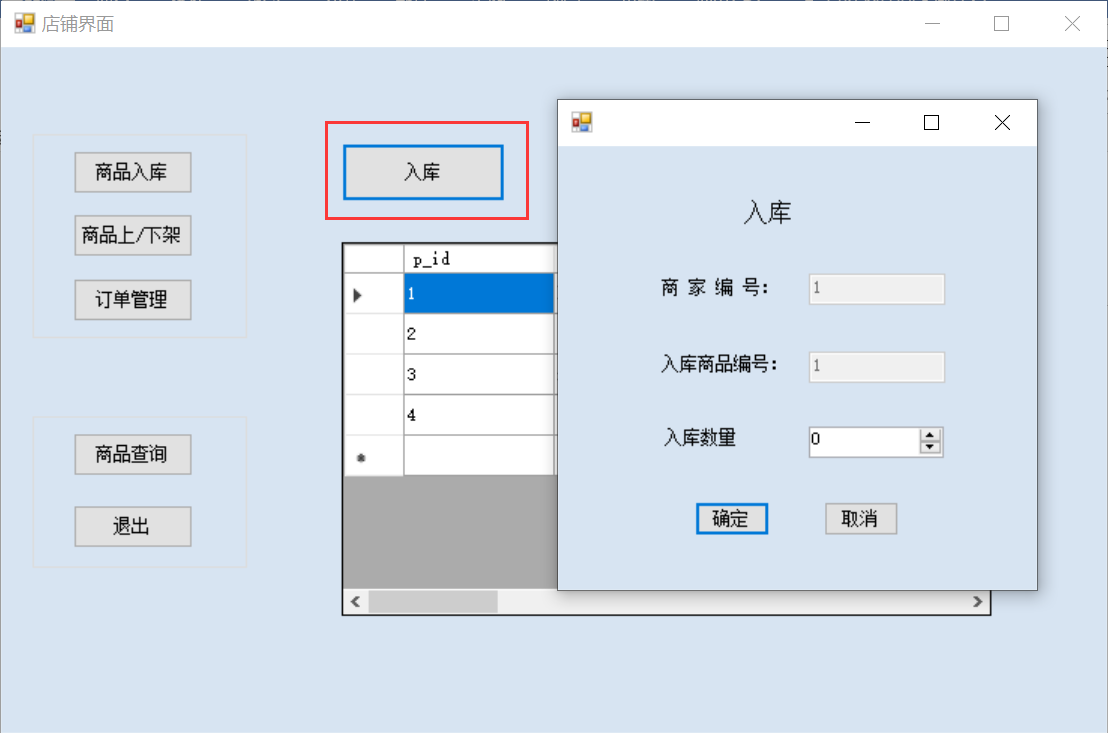 店铺界面
商品入库
商品上/下架
订单管理
商品查询
退出
入库
p_id
1
2
3
4
入库
商 家 编 号:
1
入库商品编号:
1
入库数量
0
确定
取消